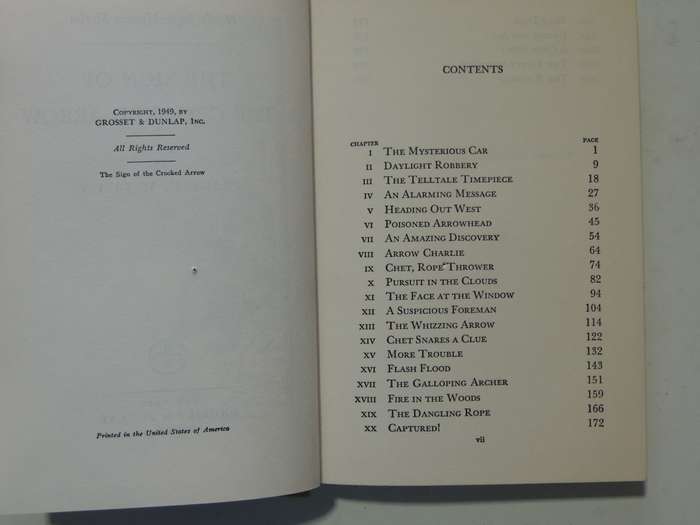 Copyright, 1949, by
GROSSET & DUNLAP, Inc.
All Rights Reserved
The Sign of the Crooked Arrow
Printed in the United States of America
CONTENTS
CHAPTER PAGE
I The Mysterious Car 1
II Daylight Robbery 9
III The Telltale Timepiece 18
IV An Alarming Message 27
V Heading Out West 36
VI Poisoned Arrowhead 45
VII An Amazing Discovery 54
VIII Arrow Charlie 64
IX Chet, Rope Thrower 74
X Pursuit in the Clouds 82
XI The Face at the Window 94
XII A Suspicious Foreman 104
XIII The Whizzing Arrow 114
XIV Chet Snares a Clue 122
XV More Trouble 132
XVI Flash Flood 143
XVII The Galloping Archer 151
XVIII Fire in the Woods 159
XIX The Dangling Rope 166
XX Captured! 172
vii